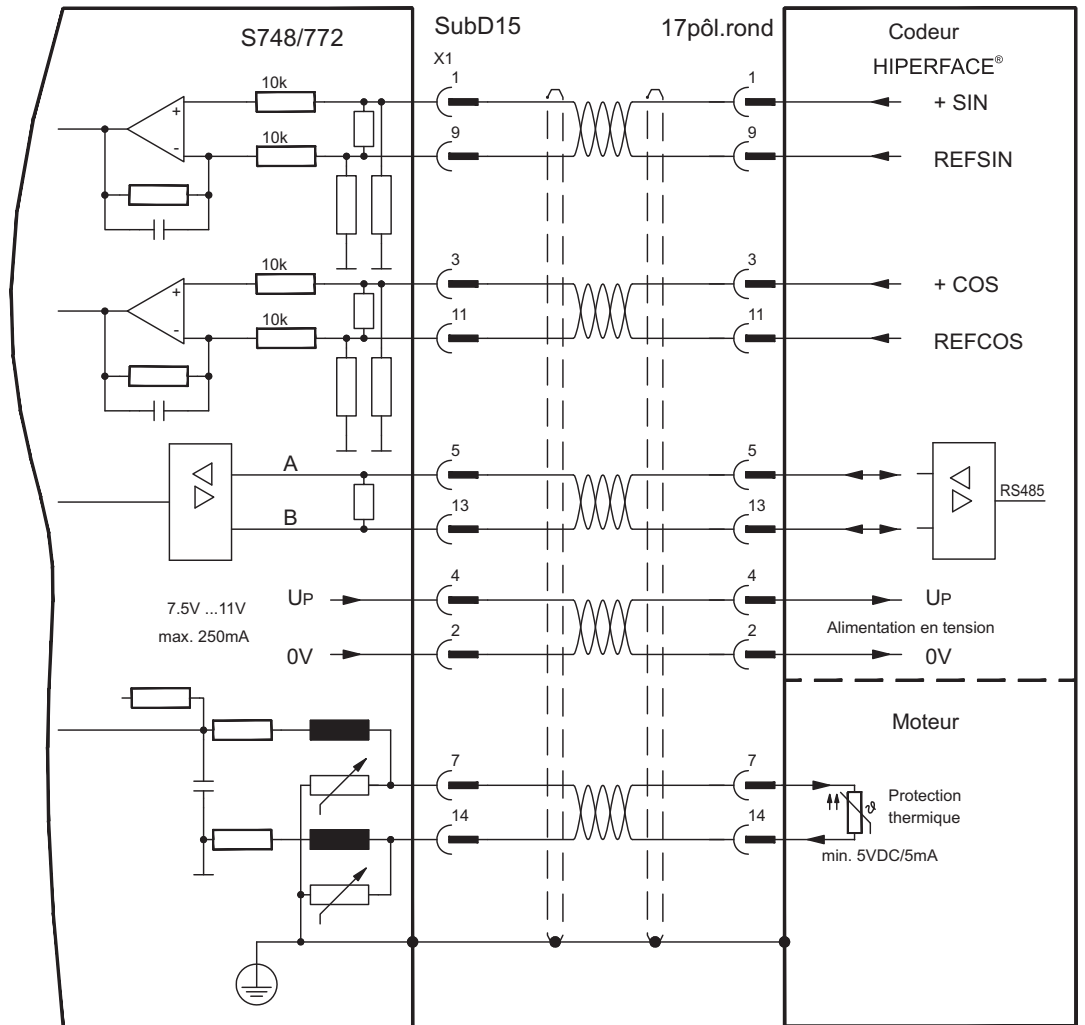 S748/772
SubD15
17pôl.rond
Codeur
HIPERFACE®
X1
10k
1
1
+ SIN
+
-
10k
9
9
REFSIN
10k
3
3
+ COS
+
-
10k
11
11
REFCOS
A
5
5
RS485
B
13
13
7.5V ...11V
max. 250mA
UP
4
4
UP
Alimentation en tension
0V
2
2
0V
Moteur
7
7
Protection
thermique
ϑ
14
14
min. 5VDC/5mA